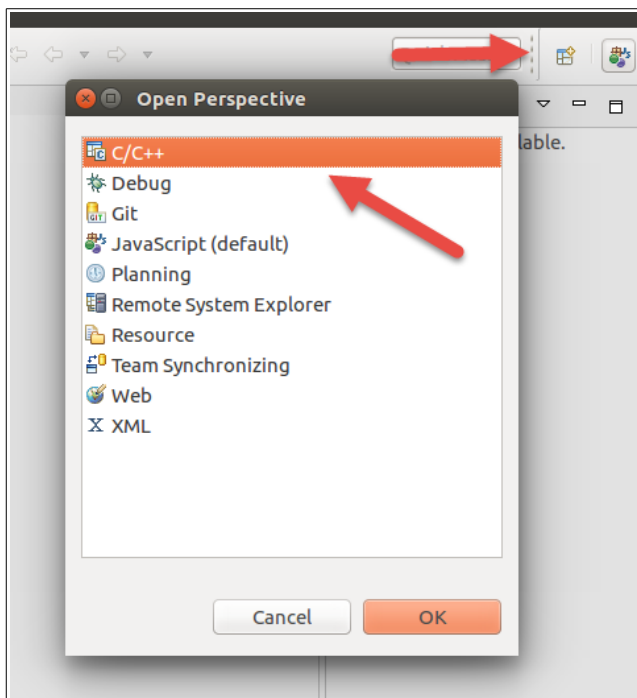 Open Perspective
lable.
C/C++
Debug
Git
JavaScript (default)
Planning
Remote System Explorer
Resource
Team Synchronizing
Web
XML
Cancel
OK